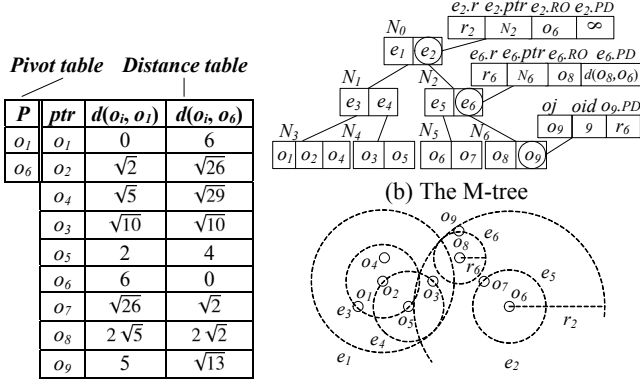 Pivot table Distance table
P ptr d(oi, o1) d(oi, o6)
o1 o1 0 6
o6 o2 √2 √26
o4 √5 √29
o3 √10 √10
o5 2 4
o6 6 0
o7 √26 √2
o8 2√5 2√2
o9 5 √13
e2.r e2.ptr e2.RO e2.PD
r2 N2 o6 ∞
N0
e1 e2
e6.r e6.ptr e6.RO e6.PD
r6 N6 o8 d(o8,o6)
N1 N2
e3 e4 e5 e6
oj oid o9.PD
o9 9 r6
N3 N4 N5 N6
o1 o2 o4 o3 o5 o6 o7 o8 o9
(b) The M-tree
o9
o8 e6
o4 r6
o1 o2 o3 o7 o6 e5
e3 o5 r2
e4
e1 e2